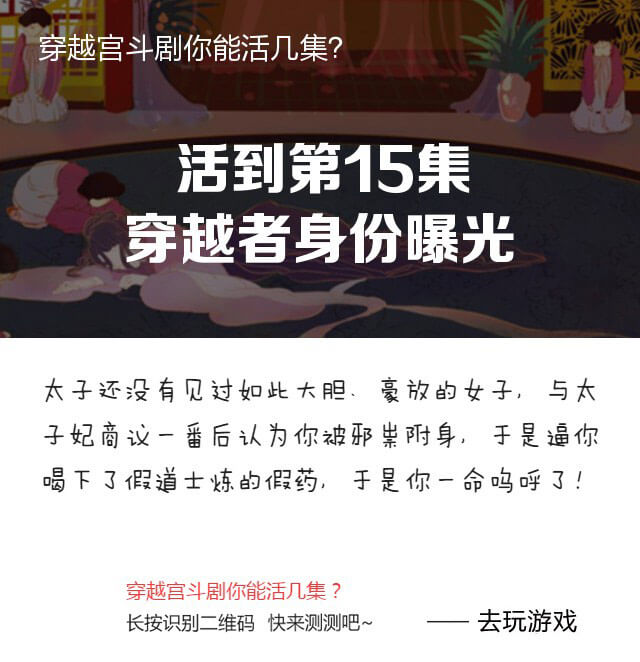 穿越宫斗剧你能活几集?
活到第15集
穿越者身份曝光
太子还没有见过如此大胆、豪放的女子, 与太
子妃商议一番后认为你被邪祟附身, 于是逼你
喝下了假道士炼的假药, 于是你一命呜呼了!
穿越宫斗剧你能活几集？
长按识别二维码 快来测测吧~
—— 去玩游戏